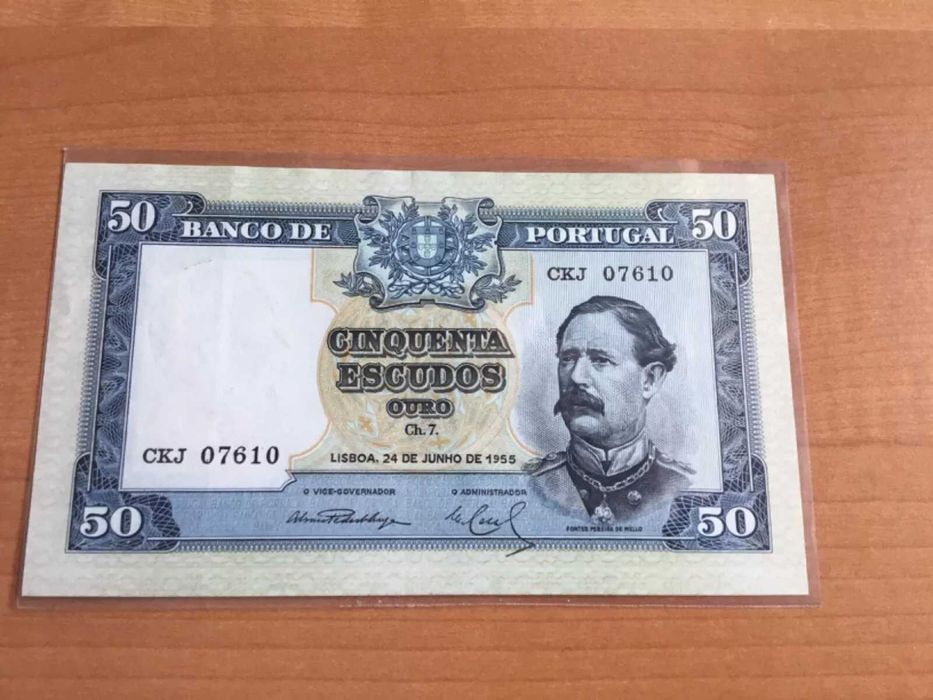 50 BANCO DE PORTUGAL 50
CKJ 07610
CINQUENTA
ESCUDOS
OURO
Ch. 7.
CKJ 07610
LISBOA, 24 DE JUNHO DE 1955
O VICE-GOVERNADOR O ADMINISTRADOR
FONTES PEREIRA DE MELLO
50 50